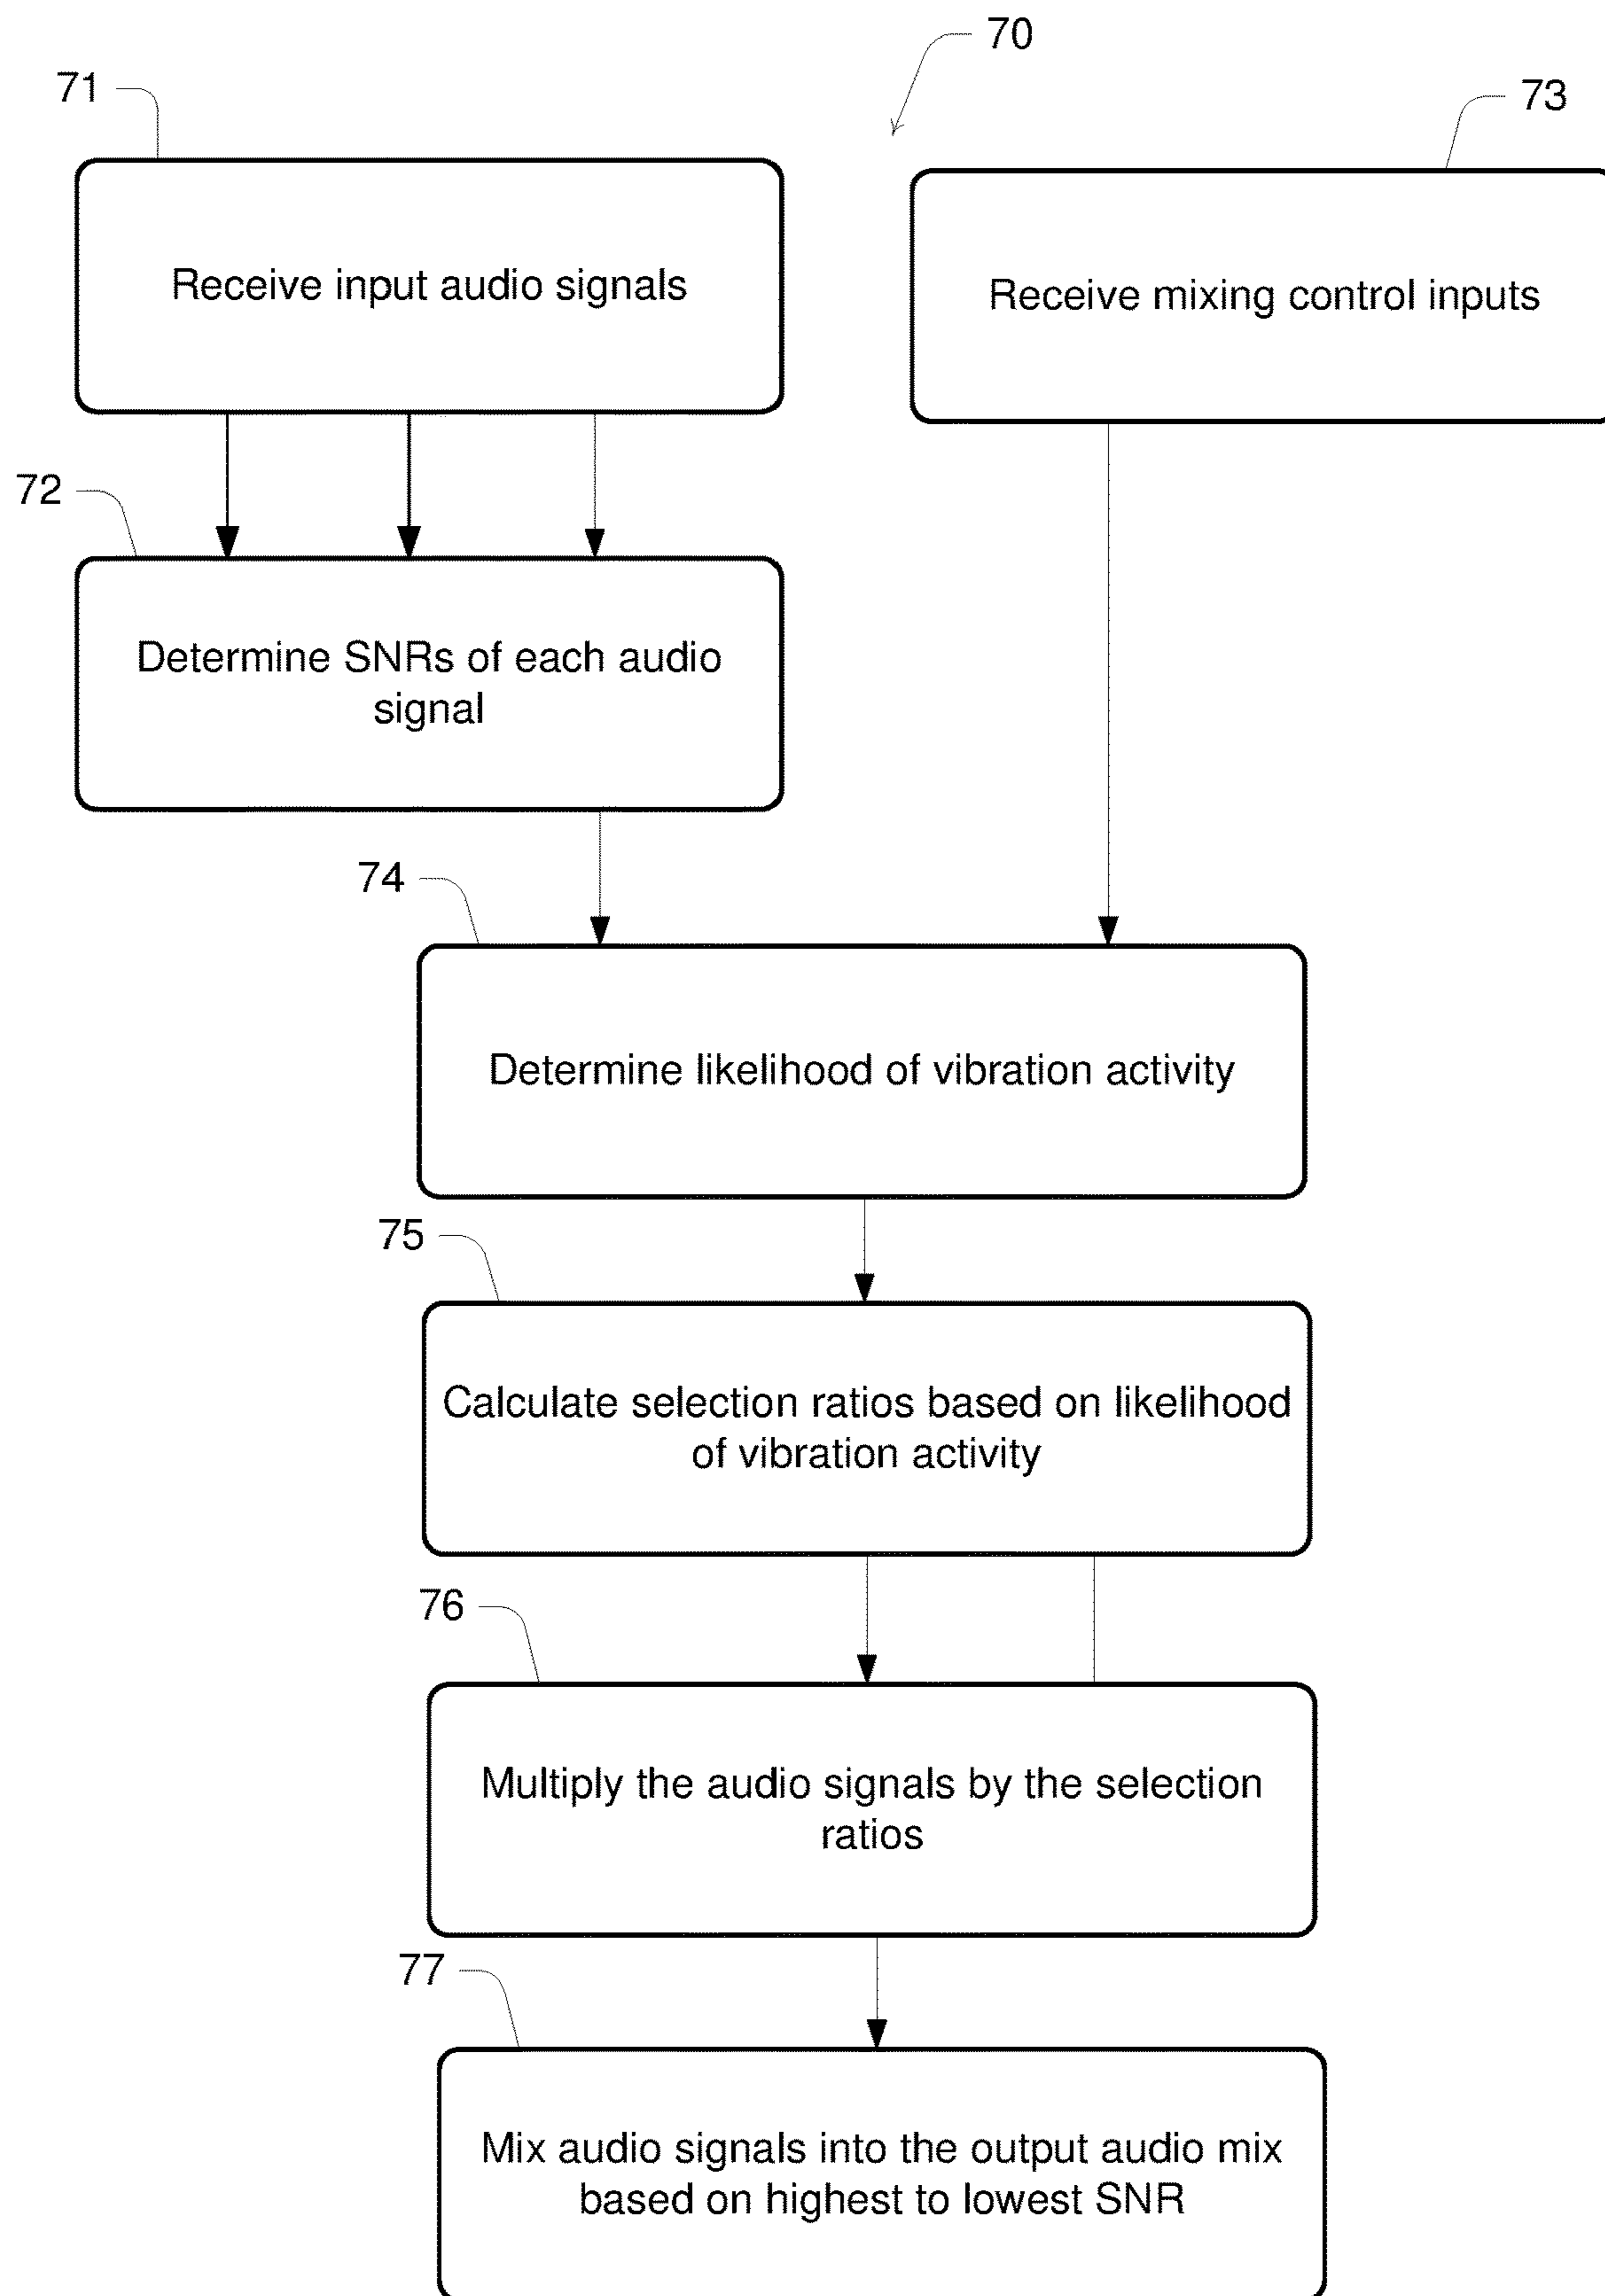 70
71
73
Receive input audio signals
Receive mixing control inputs
72
Determine SNRs of each audio
signal
74
Determine likelihood of vibration activity
75
Calculate selection ratios based on likelihood
of vibration activity
76
Multiply the audio signals by the selection
ratios
77
Mix audio signals into the output audio mix
based on highest to lowest SNR